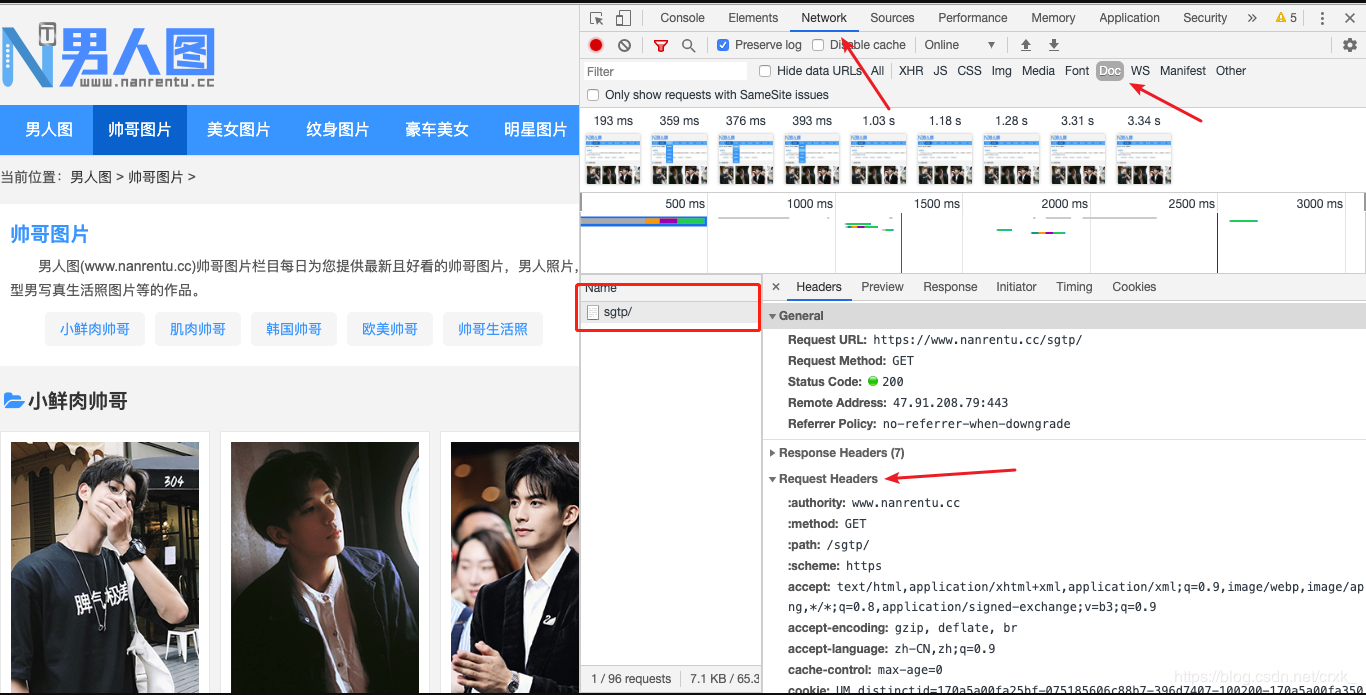 男人图
www.nanrentu.cc
男人图 帅哥图片 美女图片 纹身图片 豪车美女 明星图片
当前位置： 男人图 > 帅哥图片 >
帅哥图片
男人图(www.nanrentu.cc)帅哥图片栏目每日为您提供最新且好看的帅哥图片，男人照片，
型男写真生活照图片等的作品。
小鲜肉帅哥 肌肉帅哥 韩国帅哥 欧美帅哥 帅哥生活照
小鲜肉帅哥
304
脾气极差
Console Elements Network Sources Performance Memory Application Security » 5
Preserve log Disable cache Online
Filter Hide data URLs All XHR JS CSS Img Media Font Doc WS Manifest Other
Only show requests with SameSite issues
193 ms 359 ms 376 ms 393 ms 1.03 s 1.18 s 1.28 s 3.31 s 3.34 s
500 ms 1000 ms 1500 ms 2000 ms 2500 ms 3000 ms
Name
sgtp/
1 / 96 requests 7.1 KB / 65.3
Headers Preview Response Initiator Timing Cookies
General
Request URL: https://www.nanrentu.cc/sgtp/
Request Method: GET
Status Code: 200
Remote Address: 47.91.208.79:443
Referrer Policy: no-referrer-when-downgrade
Response Headers (7)
Request Headers
:authority: www.nanrentu.cc
:method: GET
:path: /sgtp/
:scheme: https
accept: text/html,application/xhtml+xml,application/xml;q=0.9,image/webp,image/ap
ng,*/*;q=0.8,application/signed-exchange;v=b3;q=0.9
accept-encoding: gzip, deflate, br
accept-language: zh-CN,zh;q=0.9
cache-control: max-age=0
cookie: UM_distinctid=170a5a00fa25bf-075185606c88b7-396d7407-100200-170a5a00fa350
https://blog.csdn.net/cnxk